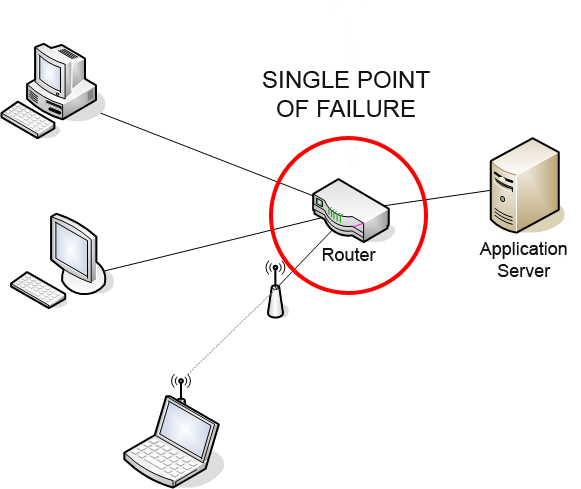 SINGLE POINT
OF FAILURE
Router
Application
Server